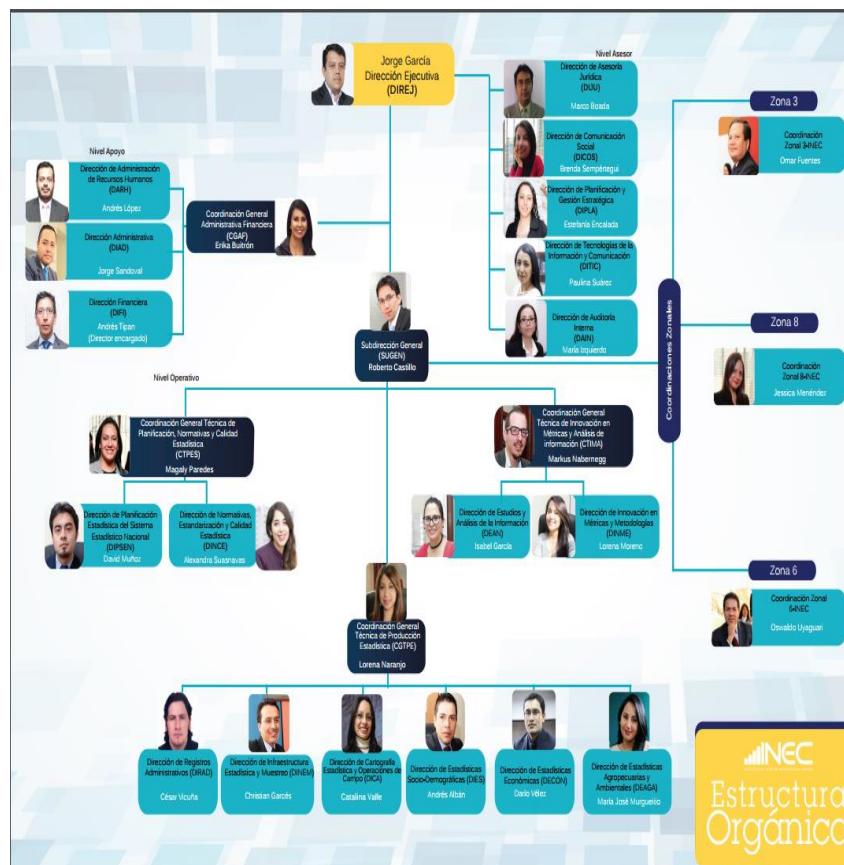 Jorge García
Dirección Ejecutiva
(DIREJ)
Nivel Asesor
Dirección de Asesoría
Jurídica
(DIJU)
Marco Boada
Dirección de Comunicación
Social
(DICOS)
Brenda Sempértegui
Dirección de Planificación y
Gestión Estratégica
(DIPLA)
Estefanía Encalada
Dirección de Tecnologías de la
Información y Comunicación
(DITIC)
Paulina Suárez
Dirección de Auditoría
Interna
(DAIN)
María Izquierdo
Nivel Apoyo
Dirección de Administración
de Recursos Humanos
(DARH)
Andrés López
Dirección Administrativa
(DIAD)
Jorge Sandoval
Dirección Financiera
(DIFI)
Andrés Tipan
(Director encargado)
Coordinación General
Administrativa Financiera
(CGAF)
Erika Buitrón
Subdirección General
(SUGEN)
Roberto Castillo
Coordinaciones Zonales
Zona 3
Coordinación
Zonal 3-INEC
Omar Fuentes
Zona 8
Coordinación
Zonal 8-INEC
Jessica Menéndez
Zona 6
Coordinación Zonal
6-INEC
Oswaldo Uyaguari
Nivel Operativo
Coordinación General Técnica de
Planificación, Normativas y Calidad
Estadística
(CTPES)
Magaly Paredes
Dirección de Planificación
Estadística del Sistema
Estadístico Nacional
(DIPSEN)
David Muñoz
Dirección de Normativas,
Estandarización y Calidad
Estadística
(DINCE)
Alexandra Suasnavas
Coordinación General
Técnica de Innovación en
Métricas y Análisis de
información (CTIMA)
Markus Nabernegg
Dirección de Estudios y
Análisis de la Información
(DEAN)
Isabel García
Dirección de Innovación en
Métricas y Metodologías
(DINME)
Lorena Moreno
Coordinación General
Técnica de Producción
Estadística (CGTPE)
Lorena Naranjo
Dirección de Registros
Administrativos (DIRAD)
César Vicuña
Dirección de Infraestructura
Estadística y Muestreo (DINEM)
Christian Garcés
Dirección de Cartografía
Estadística y Operaciones de
Campo (DICA)
Catalina Valle
Dirección de Estadísticas
Socio-Demográficas (DIES)
Andrés Albán
Dirección de Estadísticas
Económicas (DECON)
Darío Vélez
Dirección de Estadísticas
Agropecuarias y
Ambientales (DEAGA)
María José Murgueitio
INEC
Estructura
Orgánica